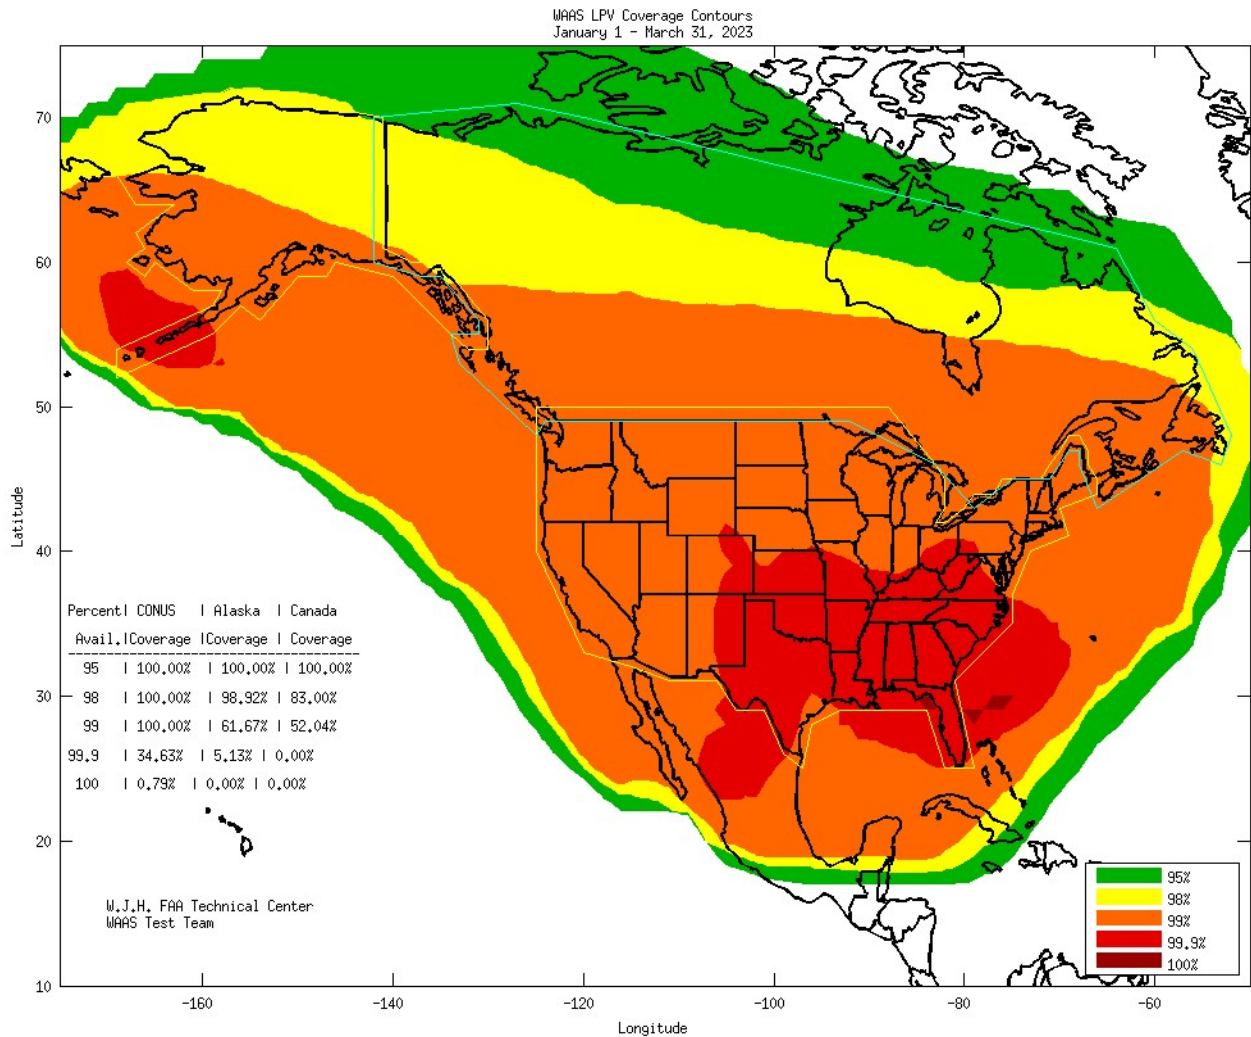 WAAS LPV Coverage Contours
January 1 - March 31, 2023
70
60
50
40
30
20
10
Latitude
Percent| CONUS | Alaska | Canada
Avail.|Coverage |Coverage | Coverage
------------------------------------------
95 | 100.00% | 100.00% | 100.00%
98 | 100.00% | 98.92% | 83.00%
99 | 100.00% | 61.67% | 52.04%
99.9 | 34.63% | 5.13% | 0.00%
100 | 0.79% | 0.00% | 0.00%
W.J.H. FAA Technical Center
WAAS Test Team
95%
98%
99%
99.9%
100%
-160 -140 -120 -100 -80 -60
Longitude